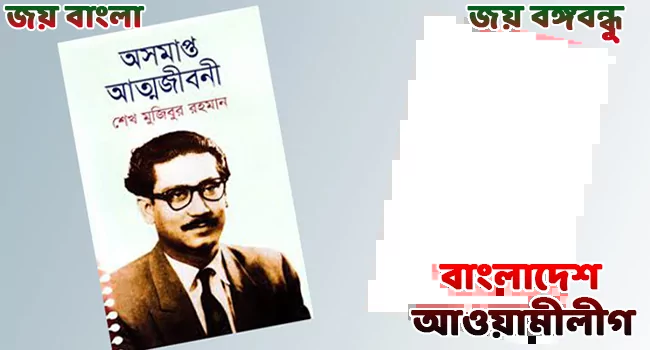 জয় বাংলা
জয় বঙ্গবন্ধু
অসমাপ্ত
আত্মজীবনী
শেখ মুজিবুর রহমান
বাংলাদেশ
আওয়ামীলীগ